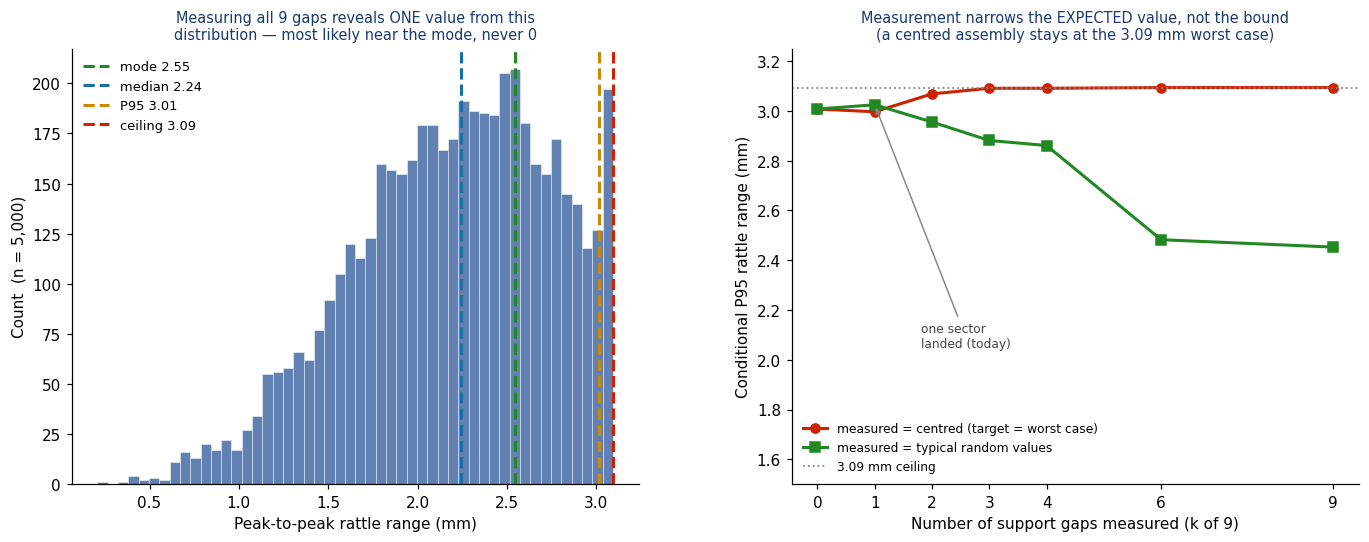 Measuring all 9 gaps reveals ONE value from this
distribution — most likely near the mode, never 0
mode 2.55
median 2.24
P95 3.01
ceiling 3.09
Count (n = 5,000)
200
175
150
125
100
75
50
25
0
0.5
1.0
1.5
2.0
2.5
3.0
Peak-to-peak rattle range (mm)
Measurement narrows the EXPECTED value, not the bound
(a centred assembly stays at the 3.09 mm worst case)
Conditional P95 rattle range (mm)
3.2
3.0
2.8
2.6
2.4
2.2
2.0
1.8
1.6
one sector
landed (today)
measured = centred (target = worst case)
measured = typical random values
3.09 mm ceiling
0
1
2
3
4
6
9
Number of support gaps measured (k of 9)